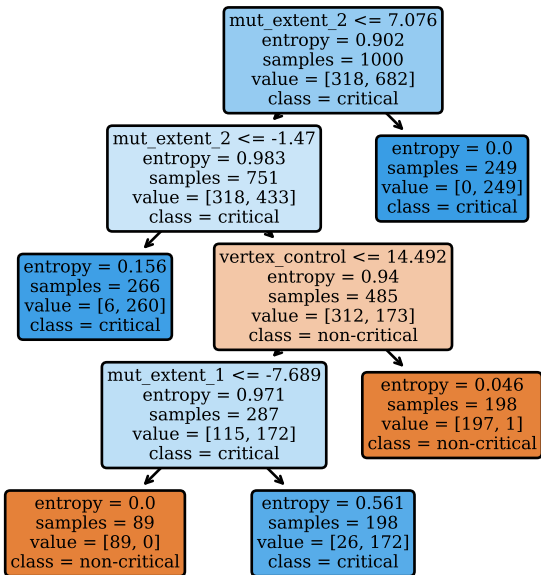 mut_extent_2 <= 7.076
entropy = 0.902
samples = 1000
value = [318, 682]
class = critical
mut_extent_2 <= -1.47
entropy = 0.983
samples = 751
value = [318, 433]
class = critical
entropy = 0.0
samples = 249
value = [0, 249]
class = critical
entropy = 0.156
samples = 266
value = [6, 260]
class = critical
vertex_control <= 14.492
entropy = 0.94
samples = 485
value = [312, 173]
class = non-critical
mut_extent_1 <= -7.689
entropy = 0.971
samples = 287
value = [115, 172]
class = critical
entropy = 0.046
samples = 198
value = [197, 1]
class = non-critical
entropy = 0.0
samples = 89
value = [89, 0]
class = non-critical
entropy = 0.561
samples = 198
value = [26, 172]
class = critical